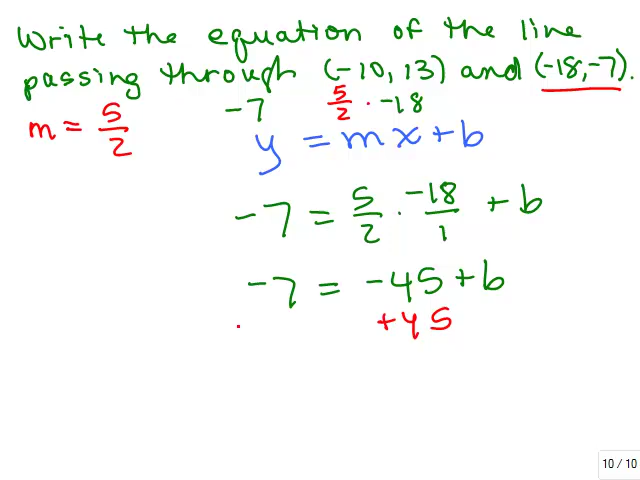 Write the equation of the line
passing through (-10, 13) and (-18, -7).
m = 5/2
-7 5/2 · -18
y = mx + b
-7 = 5/2 · -18/1 + b
-7 = -45 + b
+45
10 / 10